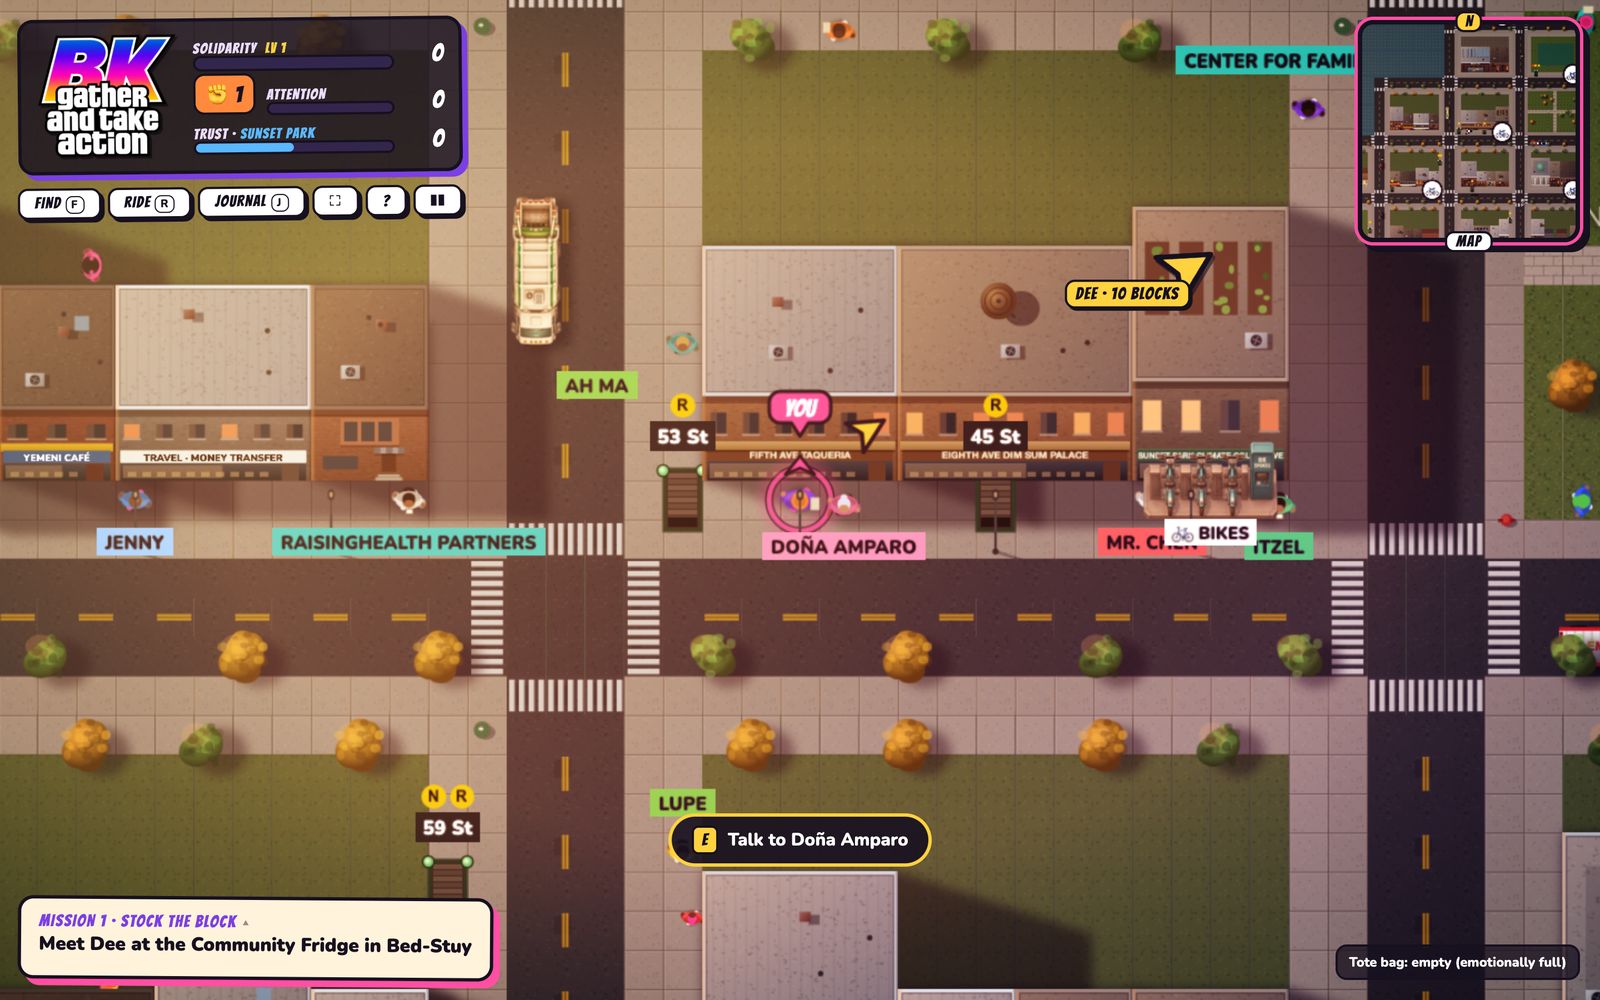 BK
gather
and take
action
SOLIDARITY LV 1
0
1
ATTENTION
0
TRUST · SUNSET PARK
0
FIND F
RIDE R
JOURNAL J
?
CENTER FOR FAMI
N
MAP
DEE · 10 BLOCKS
AH MA
YOU
R
53 St
R
45 St
YEMENI CAFÉ
TRAVEL · MONEY TRANSFER
FIFTH AVE TAQUERIA
EIGHTH AVE DIM SUM PALACE
JENNY
RAISINGHEALTH PARTNERS
DOÑA AMPARO
MR. CHEN
BIKES
ITZEL
N R
59 St
LUPE
E Talk to Doña Amparo
MISSION 1 · STOCK THE BLOCK
Meet Dee at the Community Fridge in Bed-Stuy
Tote bag: empty (emotionally full)